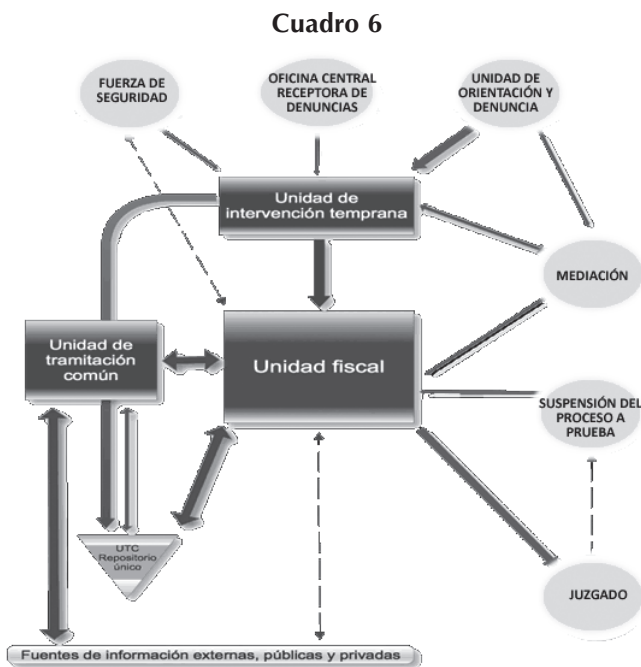 Cuadro 6
FUERZA DE
SEGURIDAD
OFICINA CENTRAL
RECEPTORA DE
DENUNCIAS
UNIDAD DE
ORIENTACIÓN Y
DENUNCIA
Unidad de
intervención temprana
MEDIACIÓN
Unidad de
tramitación
común
Unidad fiscal
SUSPENSIÓN DEL
PROCESO A
PRUEBA
UTC
Repositorio
único
JUZGADO
Fuentes de información externas, públicas y privadas